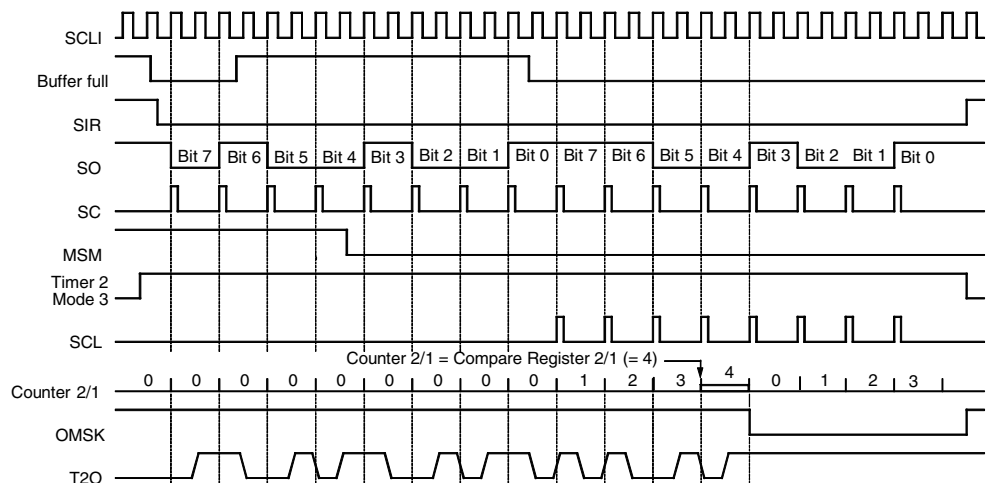 SCLI
Buffer full
SIR
SO Bit 7 Bit 6 Bit 5 Bit 4 Bit 3 Bit 2 Bit 1 Bit 0 Bit 7 Bit 6 Bit 5 Bit 4 Bit 3 Bit 2 Bit 1 Bit 0
SC
MSM
Timer 2
Mode 3
SCL
Counter 2/1 = Compare Register 2/1 (= 4)
Counter 2/1 0 0 0 0 0 0 0 0 0 1 2 3 4 0 1 2 3
OMSK
T2O